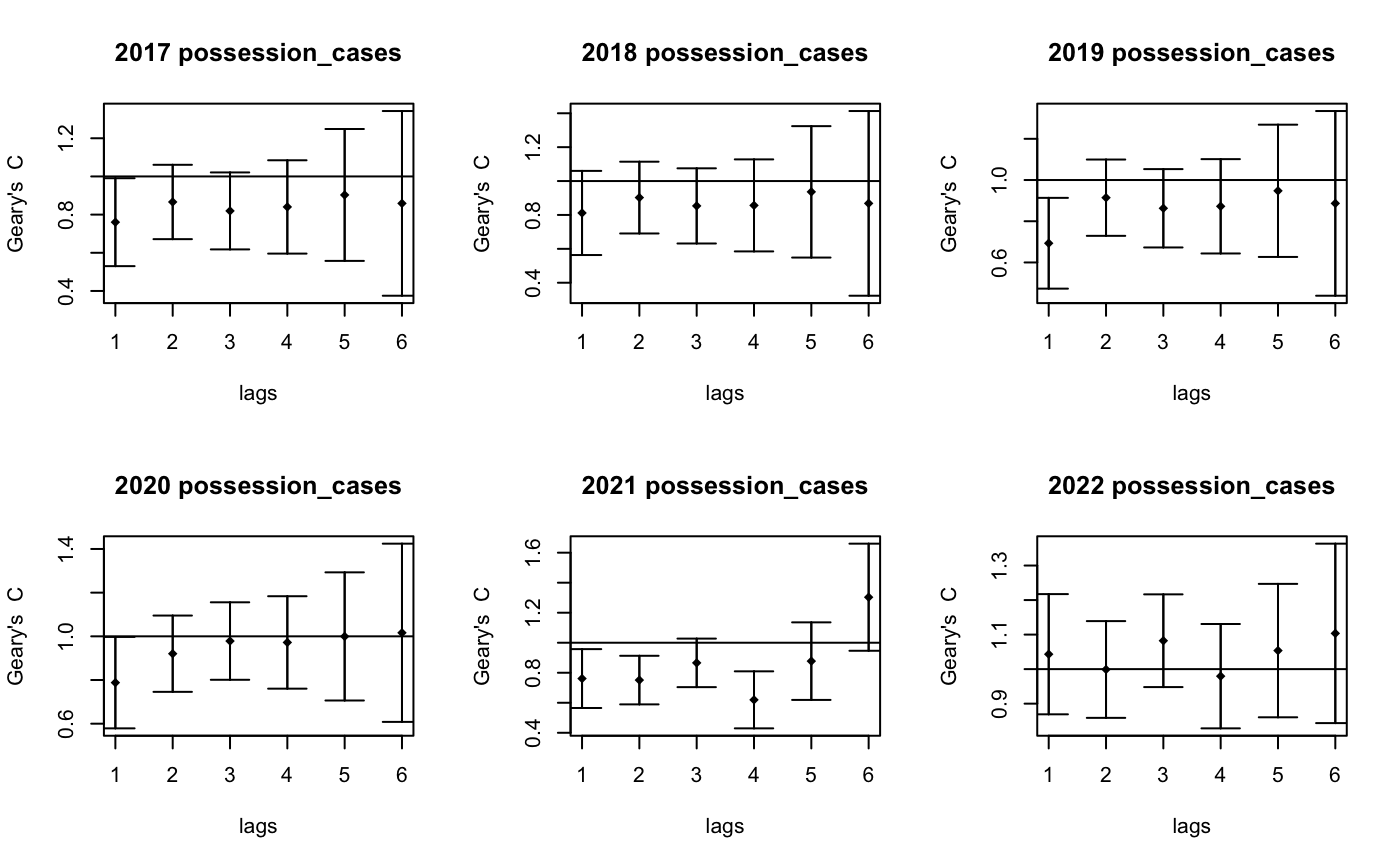 2017 possession_cases
Geary's  C
0.4 0.8 1.2
1 2 3 4 5 6
lags
2018 possession_cases
Geary's  C
0.4 0.8 1.2
1 2 3 4 5 6
lags
2019 possession_cases
Geary's  C
0.6 1.0
1 2 3 4 5 6
lags
2020 possession_cases
Geary's  C
0.6 1.0 1.4
1 2 3 4 5 6
lags
2021 possession_cases
Geary's  C
0.4 0.8 1.2 1.6
1 2 3 4 5 6
lags
2022 possession_cases
Geary's  C
0.9 1.1 1.3
1 2 3 4 5 6
lags